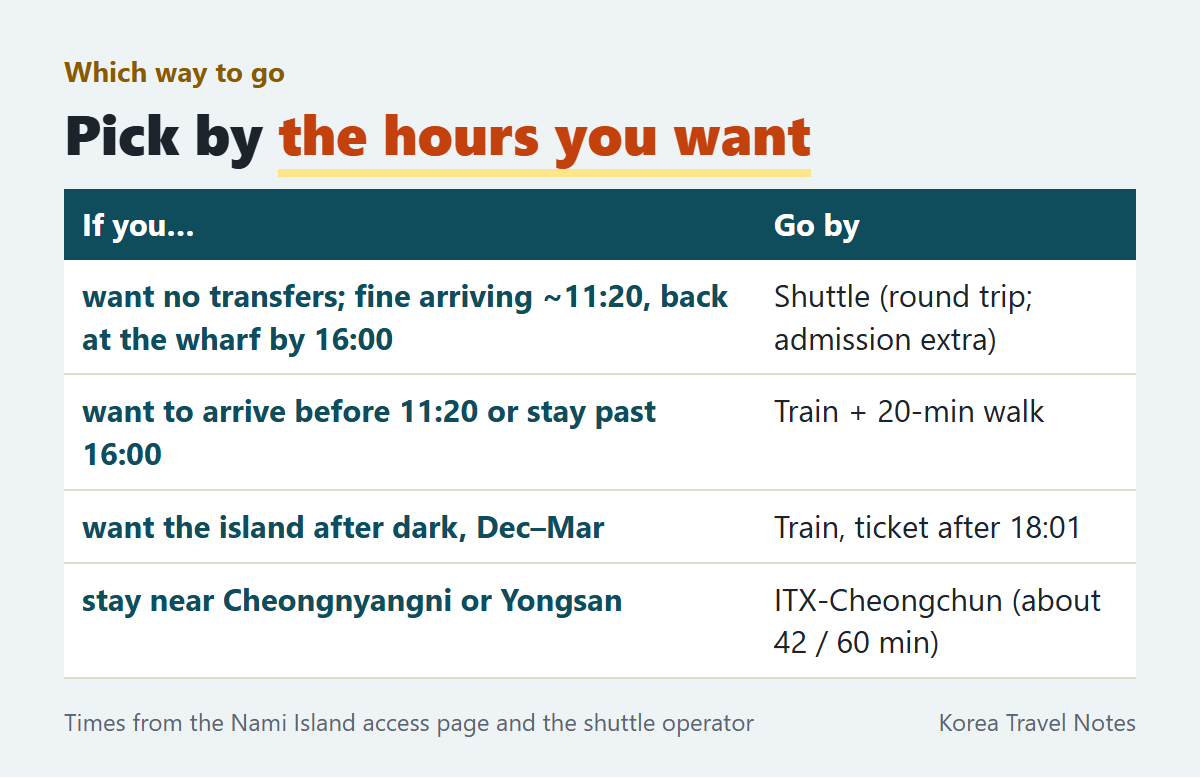 Which way to go
Pick by the hours you want
If you...
Go by
want no transfers; fine arriving ~11:20, back
at the wharf by 16:00
Shuttle (round trip;
admission extra)
want to arrive before 11:20 or stay past
16:00
Train + 20-min walk
want the island after dark, Dec–Mar
Train, ticket after 18:01
stay near Cheongnyangni or Yongsan
ITX-Cheongchun (about
42 / 60 min)
Times from the Nami Island access page and the shuttle operator
Korea Travel Notes